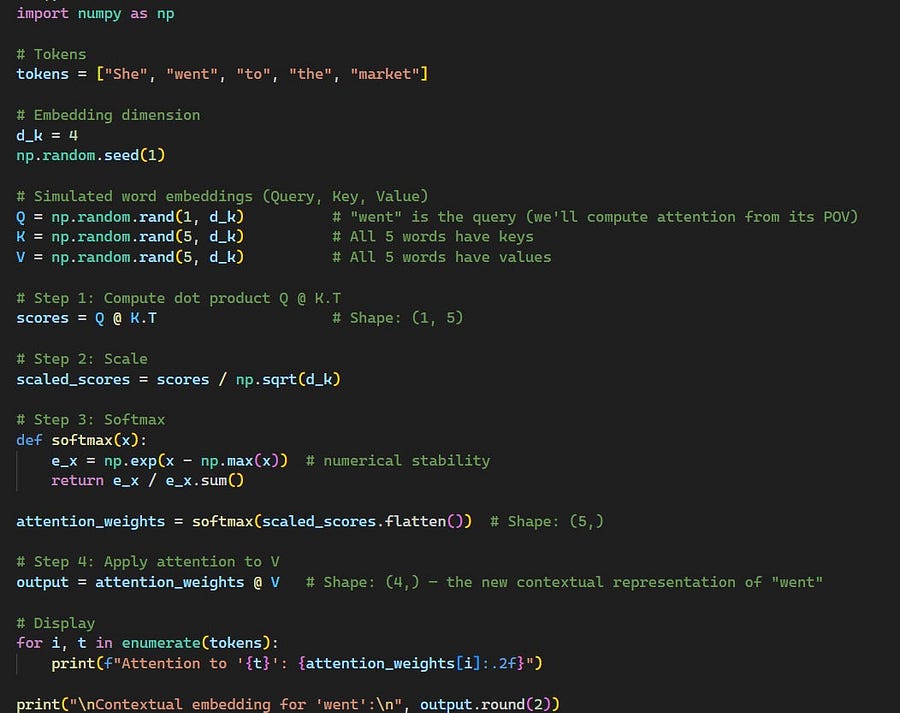 import numpy as np
# Tokens
tokens = ["She", "went", "to", "the", "market"]
# Embedding dimension
d_k = 4
np.random.seed(1)
# Simulated word embeddings (Query, Key, Value)
Q = np.random.rand(1, d_k)          # "went" is the query (we'll compute attention from its POV)
K = np.random.rand(5, d_k)          # All 5 words have keys
V = np.random.rand(5, d_k)          # All 5 words have values
# Step 1: Compute dot product Q @ K.T
scores = Q @ K.T                    # Shape: (1, 5)
# Step 2: Scale
scaled_scores = scores / np.sqrt(d_k)
# Step 3: Softmax
def softmax(x):
    e_x = np.exp(x - np.max(x))  # numerical stability
    return e_x / e_x.sum()
attention_weights = softmax(scaled_scores.flatten())  # Shape: (5,)
# Step 4: Apply attention to V
output = attention_weights @ V   # Shape: (4,) – the new contextual representation of "went"
# Display
for i, t in enumerate(tokens):
    print(f"Attention to '{t}': {attention_weights[i]:.2f}")
print("\nContextual embedding for 'went':\n", output.round(2))